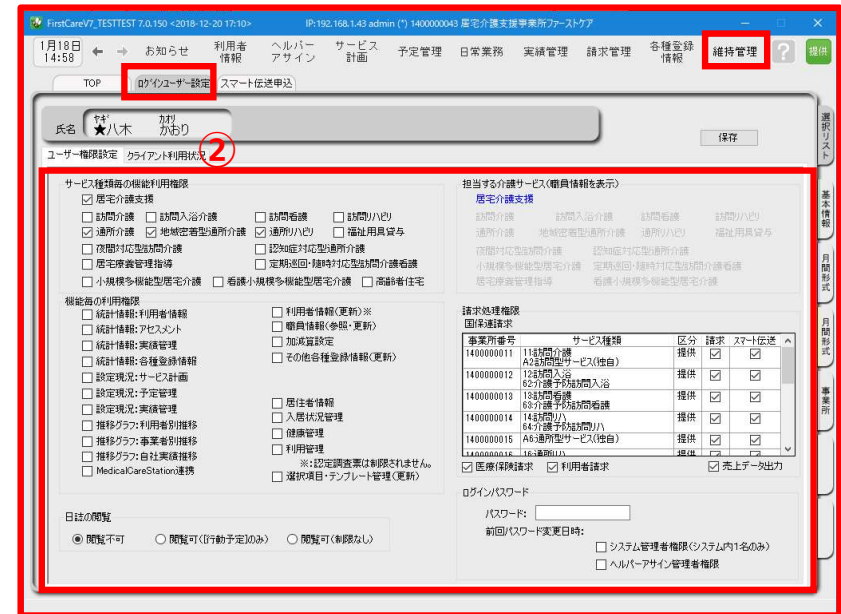 FirstCareV7_TESTTEST 7.0.150 <2018-12-20 17:10> IP:192.168.1.43 admin (*) 1400000043 居宅介護支援事業所ファーストケア
1月18日
14:58
← → お知らせ 利用者情報 ヘルパーアサイン サービス計画 予定管理 日常業務 実績管理 請求管理 各種登録情報 維持管理 ? 提供
TOP ログインユーザー設定 スマート伝送申込
氏名 ヤギ カオリ
★八木 かおり
保存
ユーザー権限設定 クライアント利用状況
②
選択リスト
基本情報
月間形式
月間形式
事業所
サービス種類毎の機能利用権限
居宅介護支援
訪問介護 訪問入浴介護 訪問看護 訪問リハビリ
通所介護 地域密着型通所介護 通所リハビリ 福祉用具貸与
夜間対応型訪問介護 認知症対応型通所介護
居宅療養管理指導 定期巡回・随時対応型訪問介護看護
小規模多機能型居宅介護 看護小規模多機能型居宅介護 高齢者住宅
担当する介護サービス(職員情報を表示)
居宅介護支援
訪問介護 訪問入浴介護 訪問看護 訪問リハビリ
通所介護 地域密着型通所介護 通所リハビリ 福祉用具貸与
夜間対応型訪問介護 認知症対応型通所介護
小規模多機能型居宅介護 定期巡回・随時対応型訪問介護看護
居宅療養管理指導 看護小規模多機能型居宅介護
機能毎の利用権限
統計情報:利用者情報 利用者情報(更新)※
統計情報:アセスメント 職員情報(参照・更新)
統計情報:実績管理 加減算設定
統計情報:各種登録情報 その他各種登録情報(更新)
設定現況:サービス計画
設定現況:予定管理 居住者情報
設定現況:実績管理 入居状況管理
推移グラフ:利用者別推移 健康管理
推移グラフ:事業者別推移 利用管理
推移グラフ:自社実績推移 ※:認定調査票は制限されません。
MedicalCareStation連携 選択項目・テンプレート管理(更新)
請求処理権限
国保連請求
事業所番号 サービス種類 区分 請求 スマート伝送
1400000011 11:訪問介護
A2:訪問型サービス(独自) 提供
1400000012 12:訪問入浴
62:介護予防訪問入浴 提供
1400000013 13:訪問看護
63:介護予防訪問看護 提供
1400000014 14:訪問リハ
64:介護予防訪問リハ 提供
1400000015 A6:通所型サービス(独自) 提供
1400000016 16:通所リハ 提供
医療保険請求 利用者請求 売上データ出力
日誌の閲覧
閲覧不可 閲覧可([行動予定]のみ) 閲覧可(制限なし)
ログインパスワード
パスワード:
前回パスワード変更日時:
システム管理者権限(システム内1名のみ)
ヘルパーアサイン管理者権限